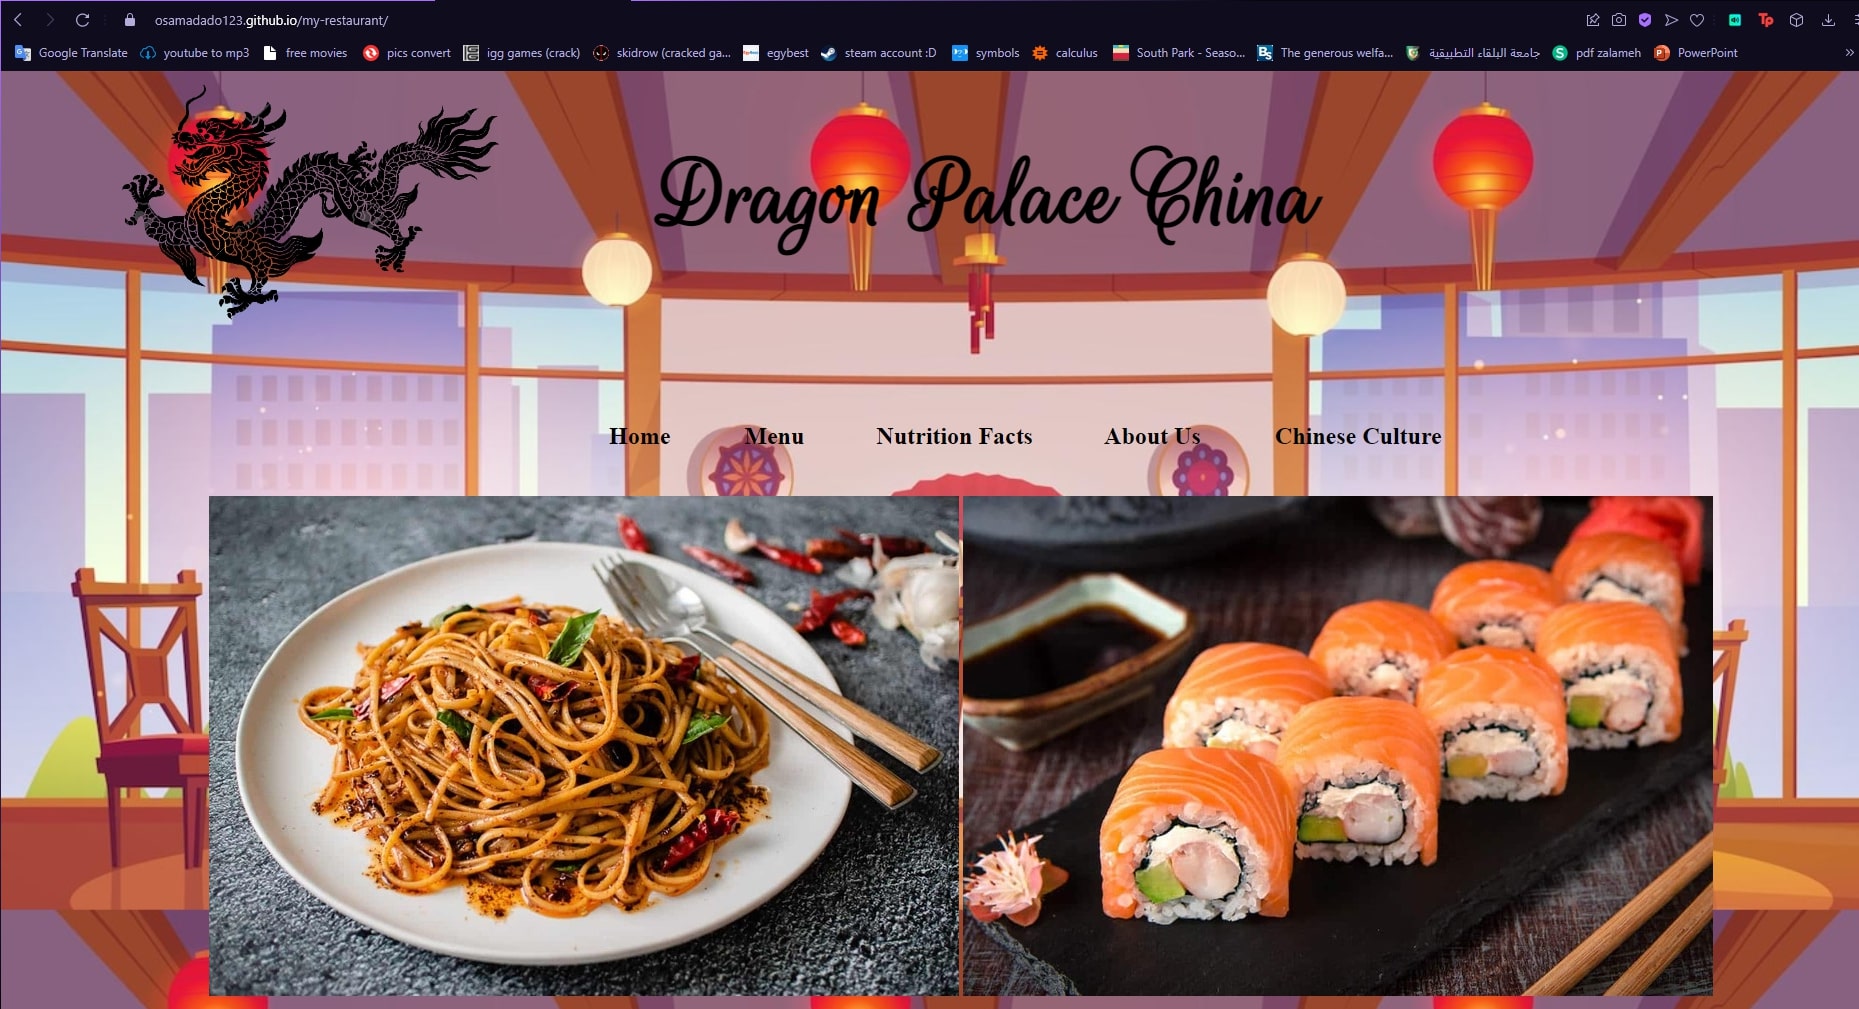 osamadado123.github.io/my-restaurant/
Google Translate youtube to mp3 free movies pics convert igg games (crack) skidrow (cracked ga... egybest steam account :D symbols calculus South Park - Seaso... The generous welfa... جامعة البلقاء التطبيقية pdf zalameh PowerPoint
Dragon Palace China
Home Menu Nutrition Facts About Us Chinese Culture